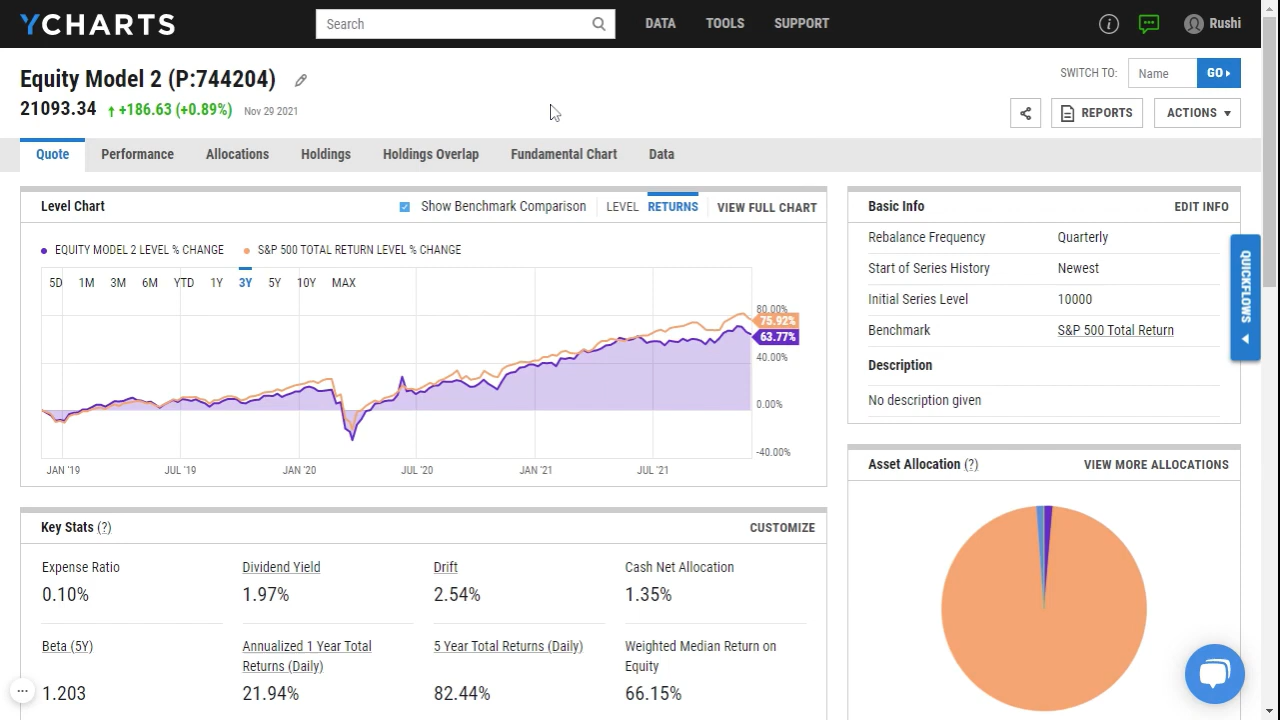 YCHARTS
Search
DATA TOOLS SUPPORT
Rushi
Equity Model 2 (P:744204)
SWITCH TO: Name GO
21093.34 +186.63 (+0.89%) Nov 29 2021
REPORTS ACTIONS
Quote Performance Allocations Holdings Holdings Overlap Fundamental Chart Data
Level Chart Show Benchmark Comparison LEVEL RETURNS VIEW FULL CHART
EQUITY MODEL 2 LEVEL % CHANGE S&P 500 TOTAL RETURN LEVEL % CHANGE
5D 1M 3M 6M YTD 1Y 3Y 5Y 10Y MAX
80.00%
75.92%
63.77%
40.00%
0.00%
-40.00%
JAN '19 JUL '19 JAN '20 JUL '20 JAN '21 JUL '21
Basic Info EDIT INFO
Rebalance Frequency Quarterly
Start of Series History Newest
Initial Series Level 10000
Benchmark S&P 500 Total Return
Description
No description given
QUICKFLOWS
Key Stats (?) CUSTOMIZE
Expense Ratio Dividend Yield Drift Cash Net Allocation
0.10% 1.97% 2.54% 1.35%
Beta (5Y) Annualized 1 Year Total Returns (Daily) 5 Year Total Returns (Daily) Weighted Median Return on Equity
1.203 21.94% 82.44% 66.15%
Asset Allocation (?) VIEW MORE ALLOCATIONS